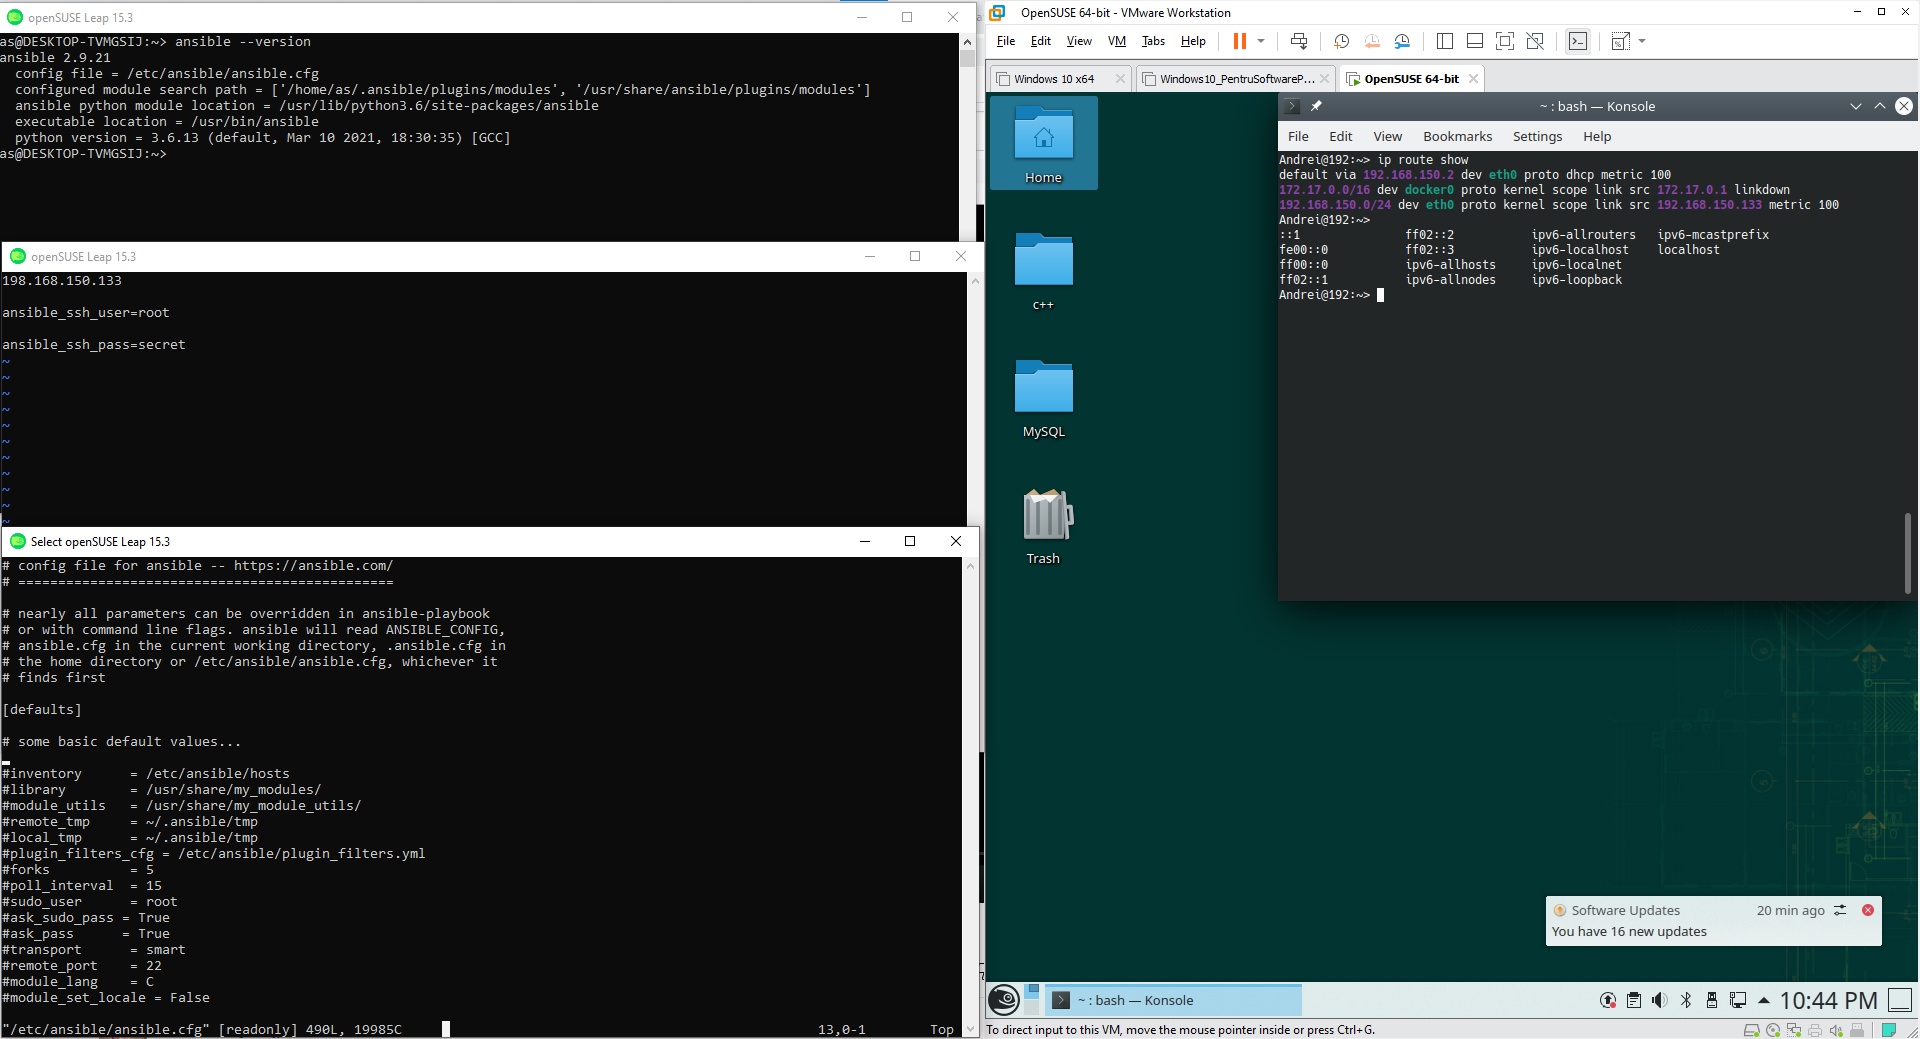 openSUSE Leap 15.3
as@DESKTOP-TVMGSIJ:~> ansible --version
ansible 2.9.21
  config file = /etc/ansible/ansible.cfg
  configured module search path = ['/home/as/.ansible/plugins/modules', '/usr/share/ansible/plugins/modules']
  ansible python module location = /usr/lib/python3.6/site-packages/ansible
  executable location = /usr/bin/ansible
  python version = 3.6.13 (default, Mar 10 2021, 18:30:35) [GCC]
as@DESKTOP-TVMGSIJ:~>
openSUSE Leap 15.3
198.168.150.133
ansible_ssh_user=root
ansible_ssh_pass=secret
~
~
~
~
~
~
~
~
~
~
~
Select openSUSE Leap 15.3
# config file for ansible -- https://ansible.com/
# ===============================================
# nearly all parameters can be overridden in ansible-playbook
# or with command line flags. ansible will read ANSIBLE_CONFIG,
# ansible.cfg in the current working directory, .ansible.cfg in
# the home directory or /etc/ansible/ansible.cfg, whichever it
# finds first
[defaults]
# some basic default values...
#inventory      = /etc/ansible/hosts
#library        = /usr/share/my_modules/
#module_utils   = /usr/share/my_module_utils/
#remote_tmp     = ~/.ansible/tmp
#local_tmp      = ~/.ansible/tmp
#plugin_filters_cfg = /etc/ansible/plugin_filters.yml
#forks          = 5
#poll_interval  = 15
#sudo_user      = root
#ask_sudo_pass = True
#ask_pass      = True
#transport      = smart
#remote_port    = 22
#module_lang    = C
#module_set_locale = False
"/etc/ansible/ansible.cfg" [readonly] 490L, 19985C 13,0-1 Top
OpenSUSE 64-bit - VMware Workstation
File Edit View VM Tabs Help
Windows 10 x64 Windows10_PentruSoftwareP... OpenSUSE 64-bit
Home
c++
MySQL
Trash
~ : bash — Konsole
File Edit View Bookmarks Settings Help
Andrei@192:~> ip route show
default via 192.168.150.2 dev eth0 proto dhcp metric 100
172.17.0.0/16 dev docker0 proto kernel scope link src 172.17.0.1 linkdown
192.168.150.0/24 dev eth0 proto kernel scope link src 192.168.150.133 metric 100
Andrei@192:~>
::1 ff02::2 ipv6-allrouters ipv6-mcastprefix
fe00::0 ff02::3 ipv6-localhost localhost
ff00::0 ipv6-allhosts ipv6-localnet
ff02::1 ipv6-allnodes ipv6-loopback
Andrei@192:~>
Software Updates 20 min ago
You have 16 new updates
~ : bash — Konsole
10:44 PM
To direct input to this VM, move the mouse pointer inside or press Ctrl+G.